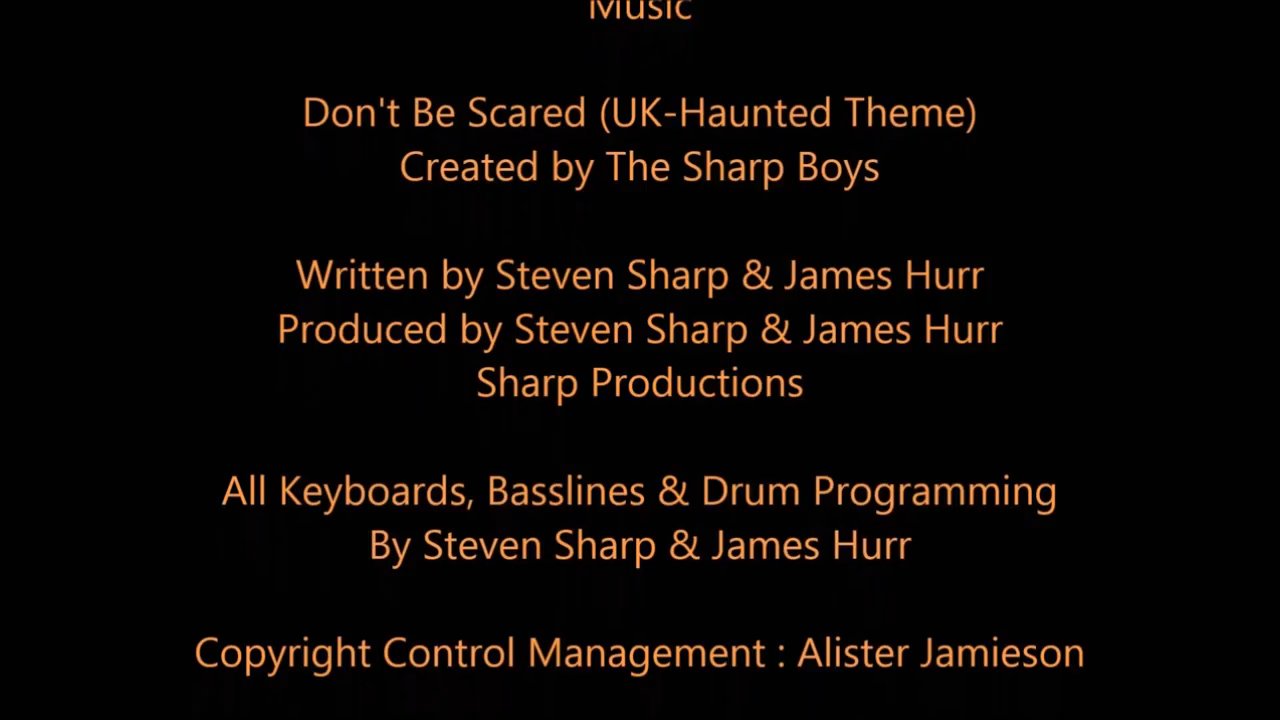 Music
Don't Be Scared (UK-Haunted Theme)
Created by The Sharp Boys
Written by Steven Sharp & James Hurr
Produced by Steven Sharp & James Hurr
Sharp Productions
All Keyboards, Basslines & Drum Programming
By Steven Sharp & James Hurr
Copyright Control Management : Alister Jamieson